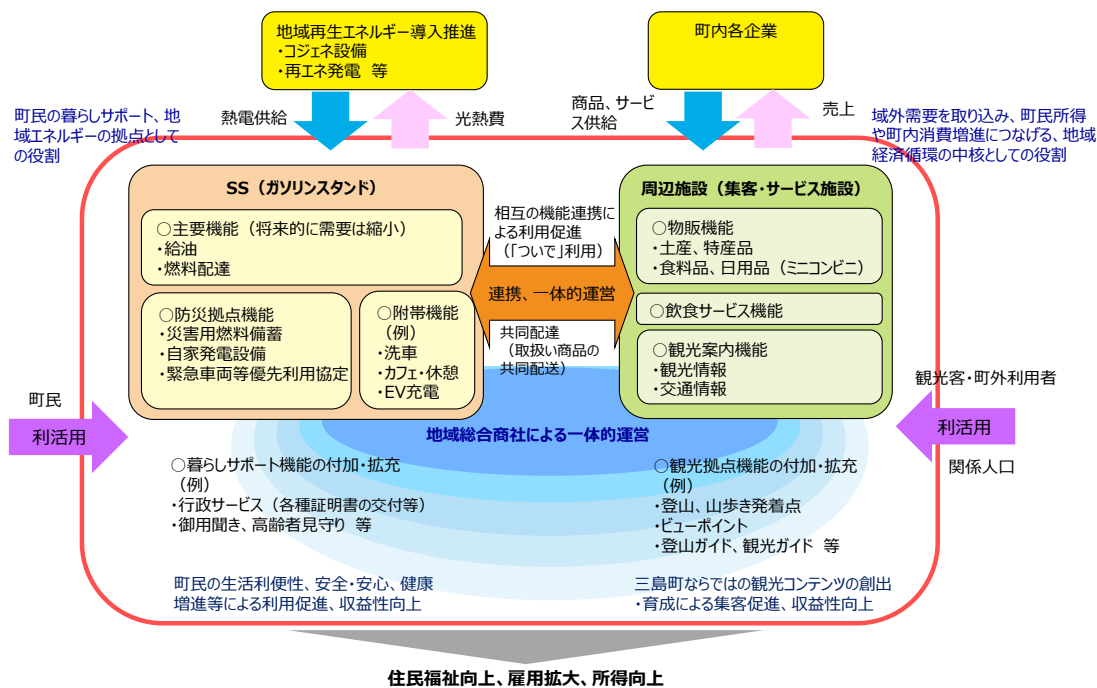 地域再生エネルギー導入推進
・コジェネ設備
・再エネ発電 等
町内各企業
町民の暮らしサポート、地
域エネルギーの拠点として
の役割
熱電供給
光熱費
商品、サービ
ス供給
売上
域外需要を取り込み、町民所得
や町内消費増進につなげる、地域
経済循環の中核としての役割
SS（ガソリンスタンド）
○主要機能（将来的に需要は縮小）
・給油
・燃料配達
○防災拠点機能
・災害用燃料備蓄
・自家発電設備
・緊急車両等優先利用協定
○附帯機能
（例）
・洗車
・カフェ・休憩
・EV充電
相互の機能連携に
よる利用促進
（「ついで」利用）
連携、一体的運営
共同配達
（取扱い商品の
共同配送）
周辺施設（集客・サービス施設）
○物販機能
・土産、特産品
・食料品、日用品（ミニコンビニ）
○飲食サービス機能
○観光案内機能
・観光情報
・交通情報
町民
利活用
観光客・町外利用者
利活用
関係人口
地域総合商社による一体的運営
○暮らしサポート機能の付加・拡充
（例）
・行政サービス（各種証明書の交付等）
・御用聞き、高齢者見守り 等
○観光拠点機能の付加・拡充
（例）
・登山、山歩き発着点
・ビューポイント
・登山ガイド、観光ガイド 等
町民の生活利便性、安全・安心、健康
増進等による利用促進、収益性向上
三島町ならではの観光コンテンツの創出
・育成による集客促進、収益性向上
住民福祉向上、雇用拡大、所得向上